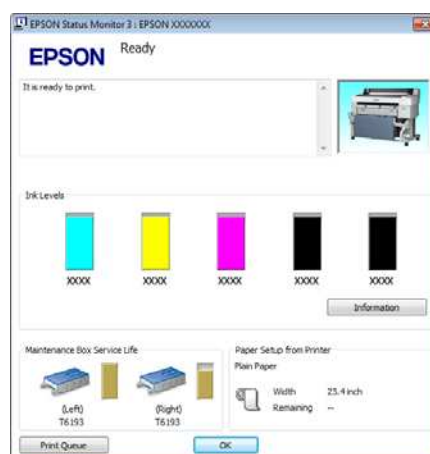 EPSON Status Monitor 3 : EPSON XXXXXXX
EPSON
Ready
It is ready to print.
Ink Levels
XXXX XXXX XXXX XXXX XXXX
Information
Maintenance Box Service Life
(Left) (Right)
T6193 T6193
Paper Setup from Printer
Plain Paper
Width 23.4 inch
Remaining --
Print Queue OK